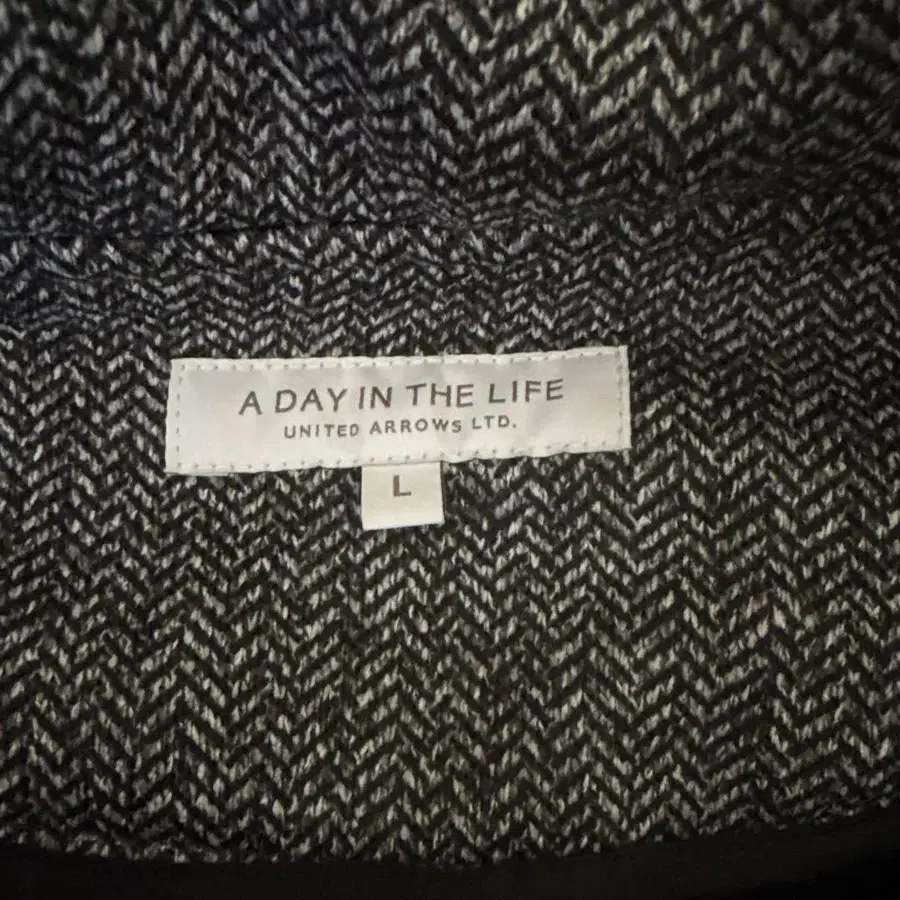 A DAY IN THE LIFE
UNITED ARROWS LTD.
L